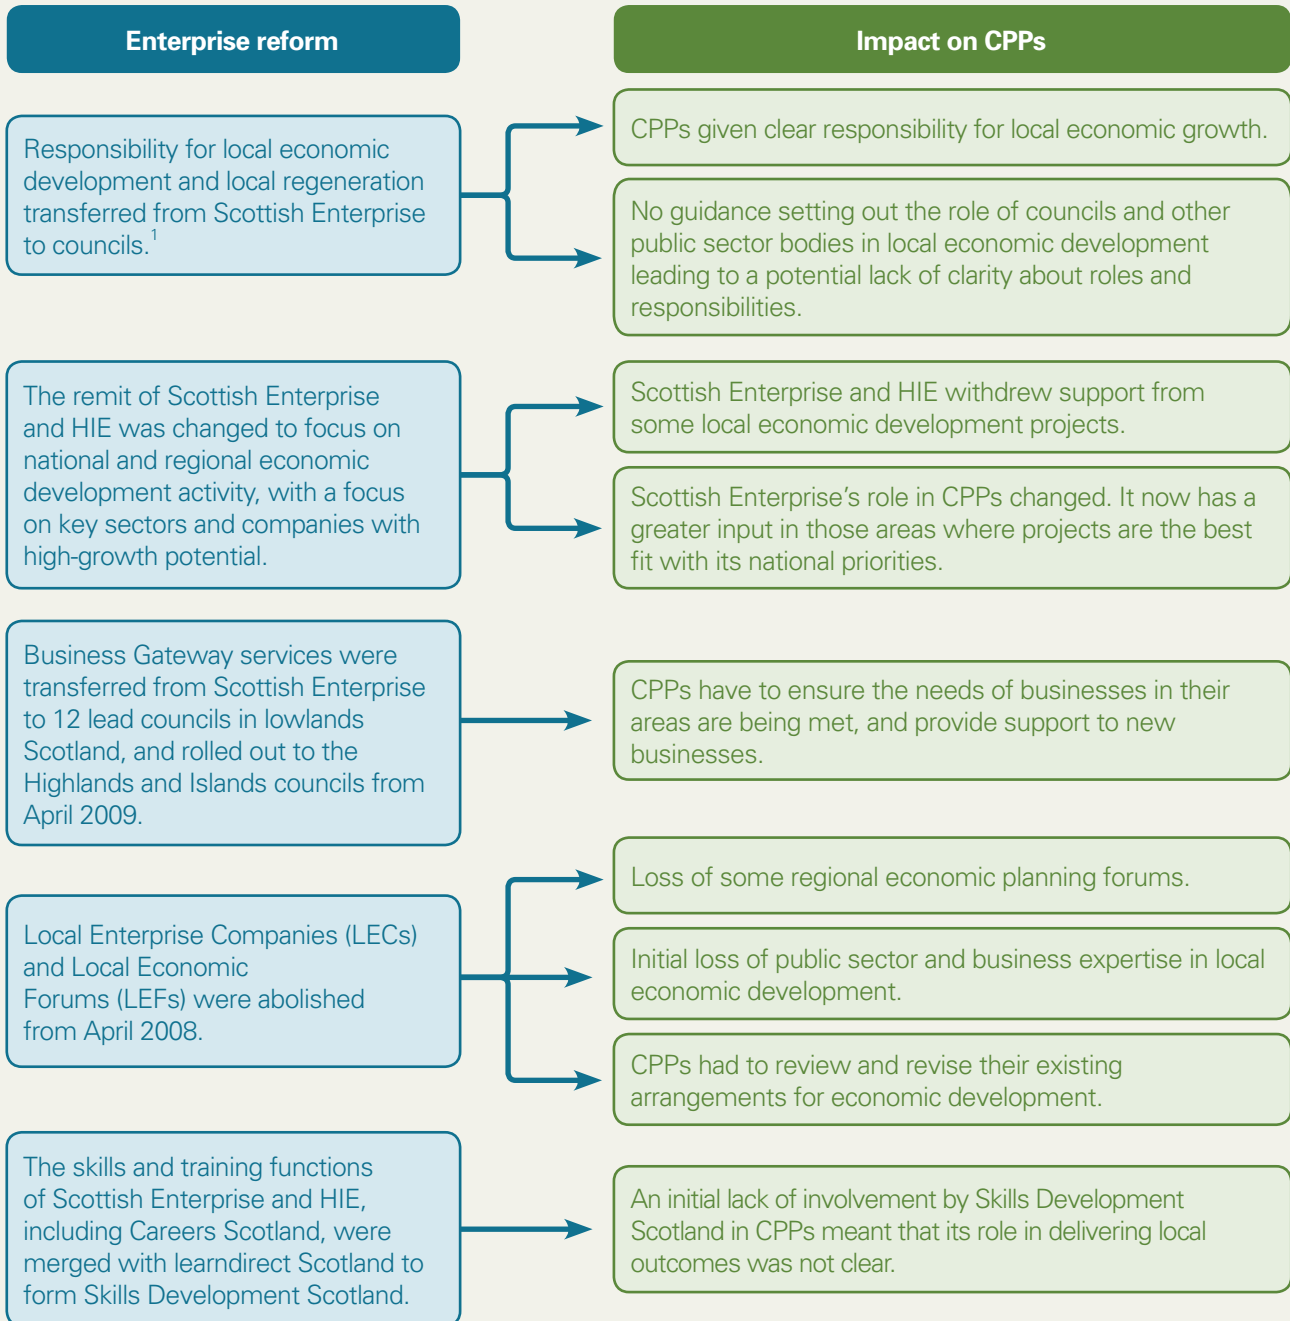 Enterprise reform
Impact on CPPs
Responsibility for local economic
development and local regeneration
transferred from Scottish Enterprise
to councils.1
CPPs given clear responsibility for local economic growth.
No guidance setting out the role of councils and other
public sector bodies in local economic development
leading to a potential lack of clarity about roles and
responsibilities.
The remit of Scottish Enterprise
and HIE was changed to focus on
national and regional economic
development activity, with a focus
on key sectors and companies with
high-growth potential.
Scottish Enterprise and HIE withdrew support from
some local economic development projects.
Scottish Enterprise’s role in CPPs changed. It now has a
greater input in those areas where projects are the best
fit with its national priorities.
Business Gateway services were
transferred from Scottish Enterprise
to 12 lead councils in lowlands
Scotland, and rolled out to the
Highlands and Islands councils from
April 2009.
CPPs have to ensure the needs of businesses in their
areas are being met, and provide support to new
businesses.
Local Enterprise Companies (LECs)
and Local Economic
Forums (LEFs) were abolished
from April 2008.
Loss of some regional economic planning forums.
Initial loss of public sector and business expertise in local
economic development.
CPPs had to review and revise their existing
arrangements for economic development.
The skills and training functions
of Scottish Enterprise and HIE,
including Careers Scotland, were
merged with learndirect Scotland to
form Skills Development Scotland.
An initial lack of involvement by Skills Development
Scotland in CPPs meant that its role in delivering local
outcomes was not clear.